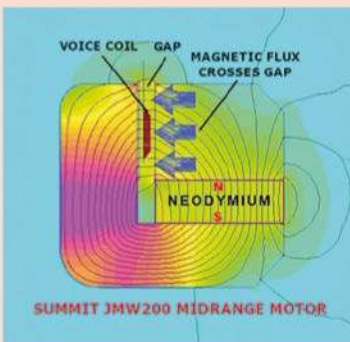 VOICE COIL GAP
MAGNETIC FLUX
CROSSES GAP
N
NEODYMIUM
S
SUMMIT JMW200 MIDRANGE MOTOR